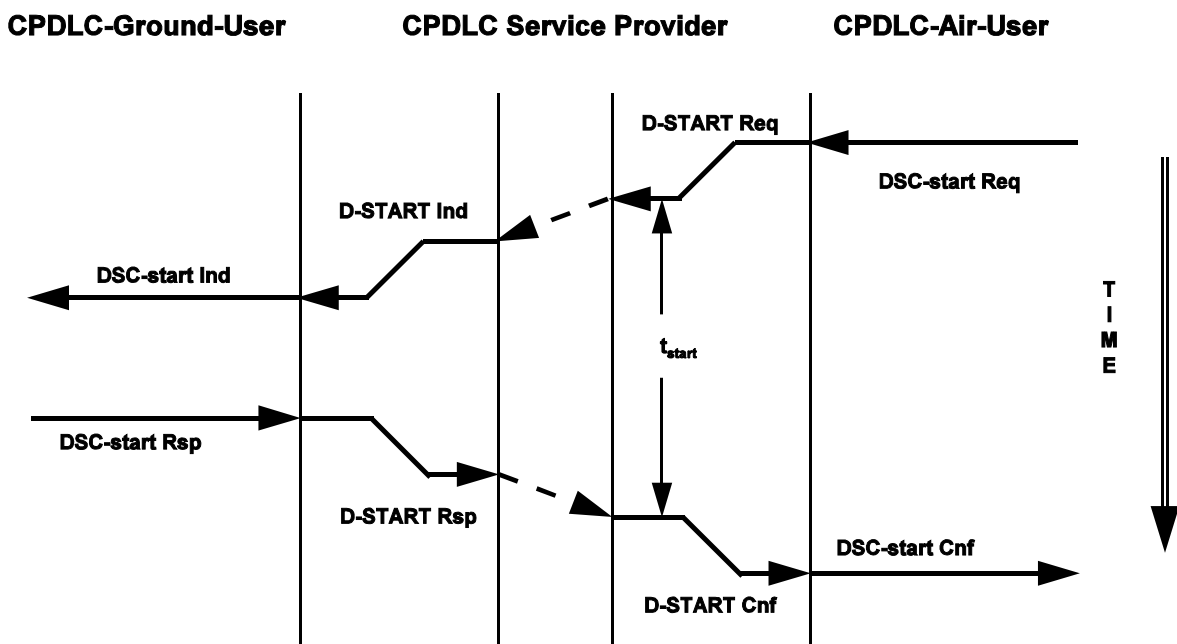 CPDLC-Ground-User
CPDLC Service Provider
CPDLC-Air-User
D-START Req
DSC-start Req
D-START Ind
DSC-start Ind
T
I
M
E
tstart
DSC-start Rsp
D-START Rsp
DSC-start Cnf
D-START Cnf